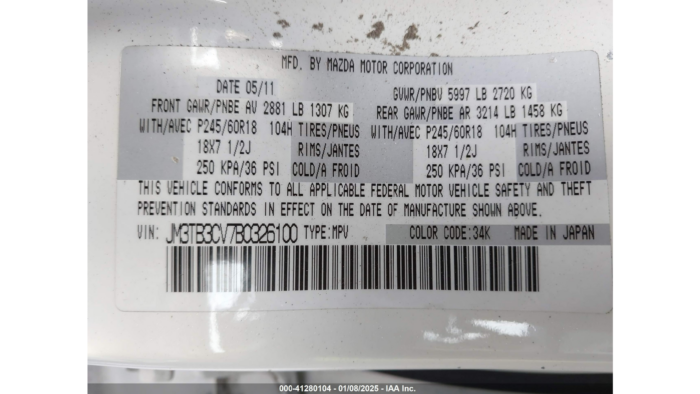 MFD. BY MAZDA MOTOR CORPORATION
DATE 05/11 GVWR/PNBV 5997 LB 2720 KG
FRONT GAWR/PNBE AV 2881 LB 1307 KG REAR GAWR/PNBE AR 3214 LB 1458 KG
WITH/AVEC P245/60R18 104H TIRES/PNEUS WITH/AVEC P245/60R18 104H TIRES/PNEUS
18X7 1/2J RIMS/JANTES 18X7 1/2J RIMS/JANTES
250 KPA/36 PSI COLD/A FROID 250 KPA/36 PSI COLD/A FROID
THIS VEHICLE CONFORMS TO ALL APPLICABLE FEDERAL MOTOR VEHICLE SAFETY AND THEFT
PREVENTION STANDARDS IN EFFECT ON THE DATE OF MANUFACTURE SHOWN ABOVE.
VIN: JM3TB3CV7B0326100 TYPE:MPV COLOR CODE:34K MADE IN JAPAN
000-41280104 - 01/08/2025 - IAA Inc.